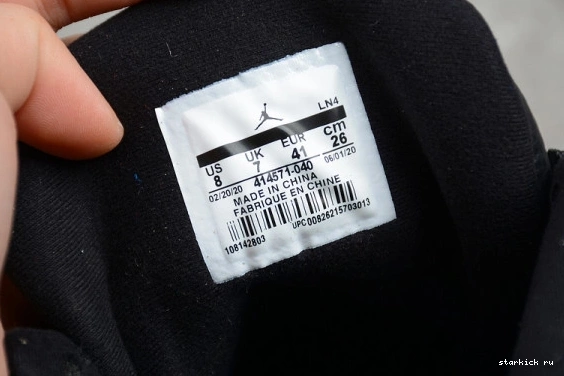 LN4
US UK EUR cm
8 7 41 26
02/20/20 414571-040 06/01/20
MADE IN CHINA
FABRIQUE EN CHINE
108142803 UPC00826215703013
starkick ru